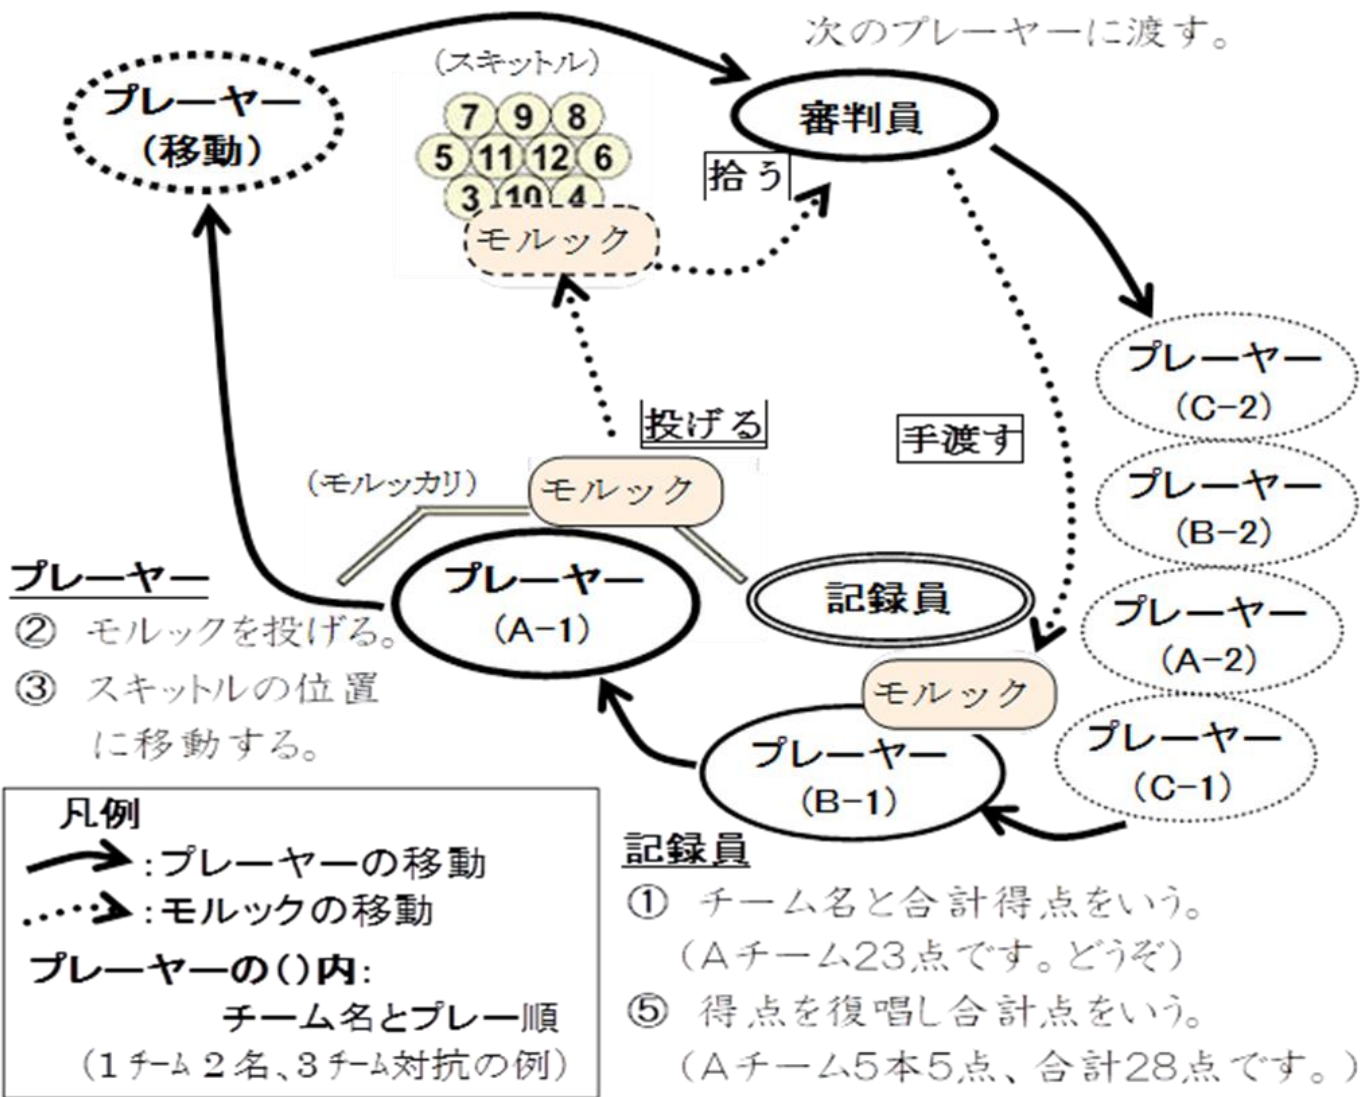 次のプレーヤーに渡す。
(スキットル)
プレーヤー
(移動)
7 9 8
5 11 12 6
3 10 4
審判員
拾う
モルック
プレーヤー
(C-2)
投げる
手渡す
(モルッカリ)
モルック
プレーヤー
(B-2)
プレーヤー
(A-1)
記録員
プレーヤー
(A-2)
プレーヤー
② モルックを投げる。
③ スキットルの位置
に移動する。
モルック
プレーヤー
(B-1)
プレーヤー
(C-1)
凡例
:プレーヤーの移動
:モルックの移動
プレーヤーの()内:
チーム名とプレー順
(1チーム2名、3チーム対抗の例)
記録員
① チーム名と合計得点をいう。
(Aチーム23点です。どうぞ)
⑤ 得点を復唱し合計点をいう。
(Aチーム5本5点、合計28点です。)